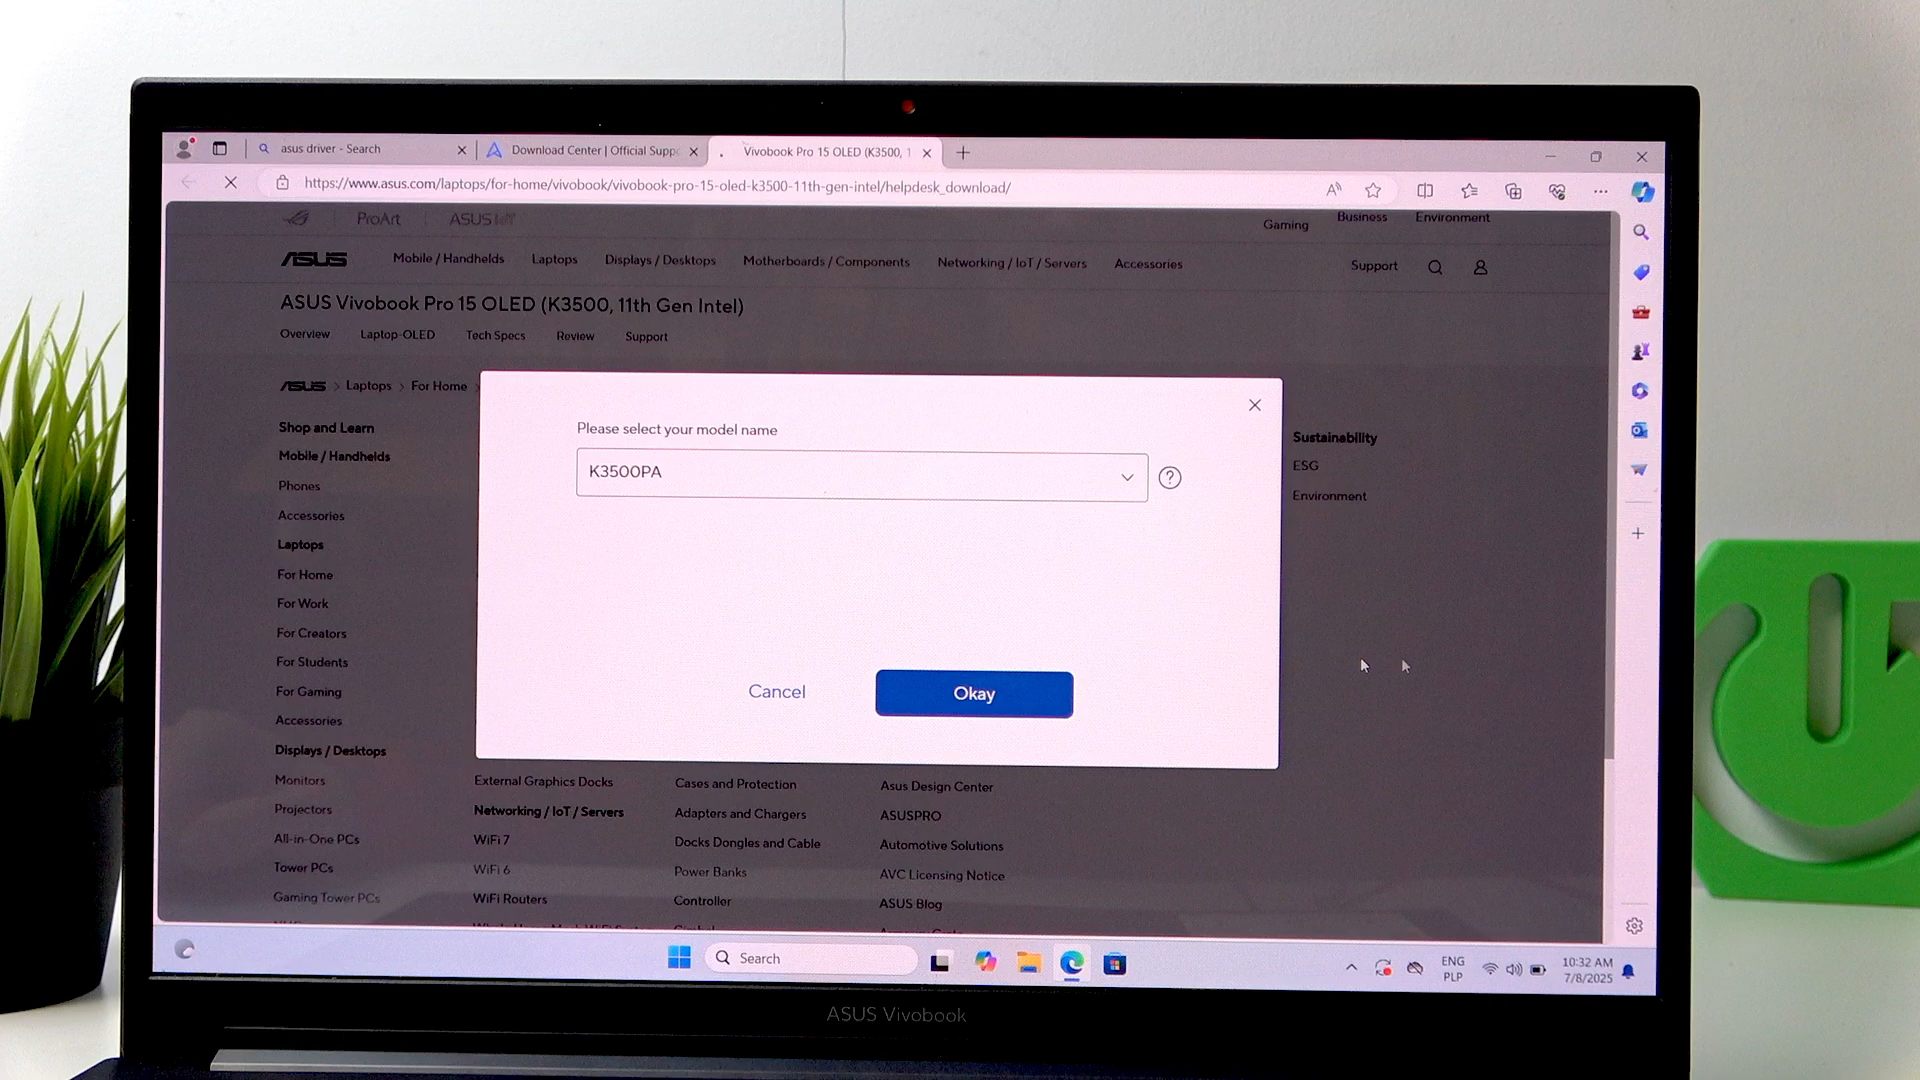 asus driver - Search
Download Center | Official Supp
Vivobook Pro 15 OLED (K3500, 1
https://www.asus.com/laptops/for-home/vivobook/vivobook-pro-15-oled-k3500-11th-gen-intel/helpdesk_download/
ProArt
ASUS IoT
Gaming
Business
Environment
ASUS
Mobile / Handhelds
Laptops
Displays / Desktops
Motherboards / Components
Networking / IoT / Servers
Accessories
Support
ASUS Vivobook Pro 15 OLED (K3500, 11th Gen Intel)
Overview
Laptop-OLED
Tech Specs
Review
Support
ASUS > Laptops > For Home
Please select your model name
K3500PA
Cancel
Okay
Shop and Learn
Mobile / Handhelds
Phones
Accessories
Laptops
For Home
For Work
For Creators
For Students
For Gaming
Accessories
Displays / Desktops
Monitors
Projectors
All-in-One PCs
Tower PCs
Gaming Tower PCs
External Graphics Docks
Networking / IoT / Servers
WiFi 7
WiFi 6
WiFi Routers
Cases and Protection
Adapters and Chargers
Docks Dongles and Cable
Power Banks
Controller
Asus Design Center
ASUSPRO
Automotive Solutions
AVC Licensing Notice
ASUS Blog
Sustainability
ESG
Environment
Search
ENG
PLP
10:32 AM
7/8/2025
ASUS Vivobook